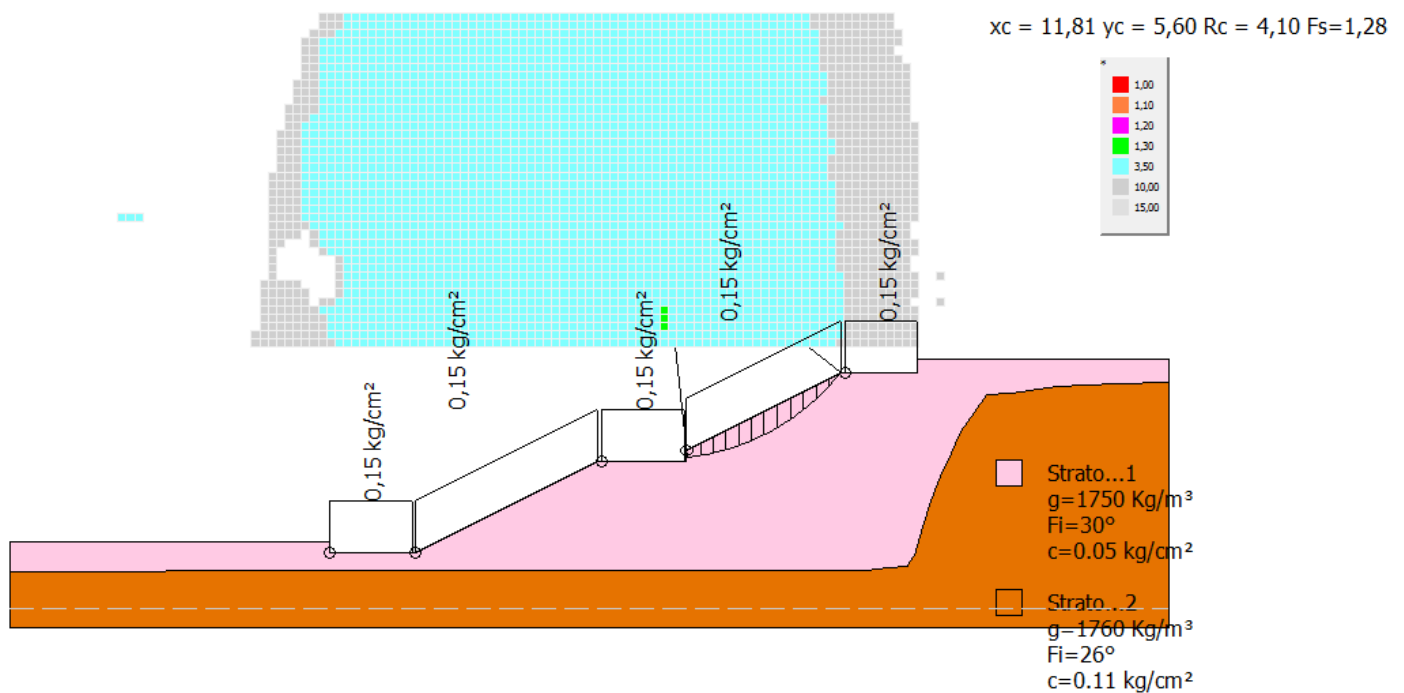 xc = 11,81 yc = 5,60 Rc = 4,10 Fs=1,28
*
1,00
1,10
1,20
1,30
3,50
10,00
15,00
0,15 kg/cm²
0,15 kg/cm²
0,15 kg/cm²
0,15 kg/cm²
0,15 kg/cm²
Strato...1
g=1750 Kg/m³
Fi=30°
c=0.05 kg/cm²
Strato...2
g=1760 Kg/m³
Fi=26°
c=0.11 kg/cm²